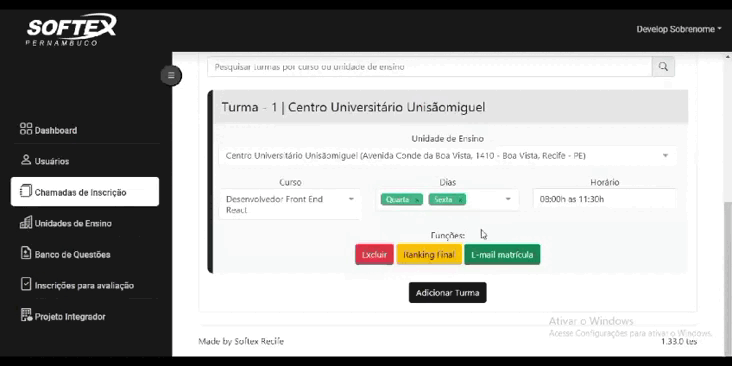 SOFTEX
PERNAMBUCO
Develop Sobrenome
Dashboard
Usuários
Chamadas de Inscrição
Unidades de Ensino
Banco de Questões
Inscrições para avaliação
Projeto Integrador
Pesquisar turmas por curso ou unidade de ensino
Turma - 1 | Centro Universitário Unisãomiguel
Unidade de Ensino
Centro Universitário Unisãomiguel (Avenida Conde da Boa Vista, 1410 - Boa Vista, Recife - PE)
Curso Dias Horário
Desenvolvedor Front End React
Quarta Sexta
08:00h as 11:30h
Funções:
Excluir Ranking Final E-mail matrícula
Adicionar Turma
Ativar o Windows
Acesse Configurações para ativar o Windows.
Made by Softex Recife
1.33.0 tes